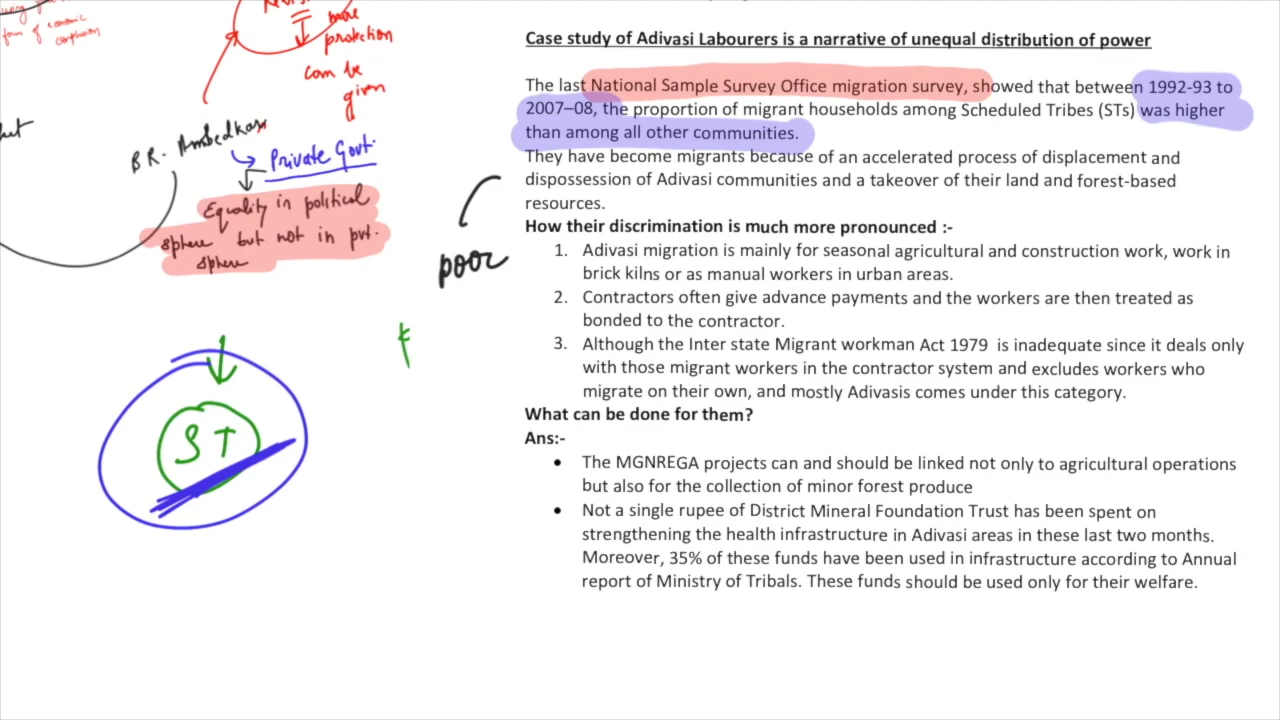 form of economic
compulsion
more
protection
can be
given
B.R. Ambedkar
Private Govt.
Equality in political
sphere but not in pvt.
sphere
poor
ST
Case study of Adivasi Labourers is a narrative of unequal distribution of power
The last National Sample Survey Office migration survey, showed that between 1992-93 to
2007–08, the proportion of migrant households among Scheduled Tribes (STs) was higher
than among all other communities.
They have become migrants because of an accelerated process of displacement and
dispossession of Adivasi communities and a takeover of their land and forest-based
resources.
How their discrimination is much more pronounced :-
1. Adivasi migration is mainly for seasonal agricultural and construction work, work in
brick kilns or as manual workers in urban areas.
2. Contractors often give advance payments and the workers are then treated as
bonded to the contractor.
3. Although the Inter state Migrant workman Act 1979 is inadequate since it deals only
with those migrant workers in the contractor system and excludes workers who
migrate on their own, and mostly Adivasis comes under this category.
What can be done for them?
Ans:-
• The MGNREGA projects can and should be linked not only to agricultural operations
but also for the collection of minor forest produce
• Not a single rupee of District Mineral Foundation Trust has been spent on
strengthening the health infrastructure in Adivasi areas in these last two months.
Moreover, 35% of these funds have been used in infrastructure according to Annual
report of Ministry of Tribals. These funds should be used only for their welfare.